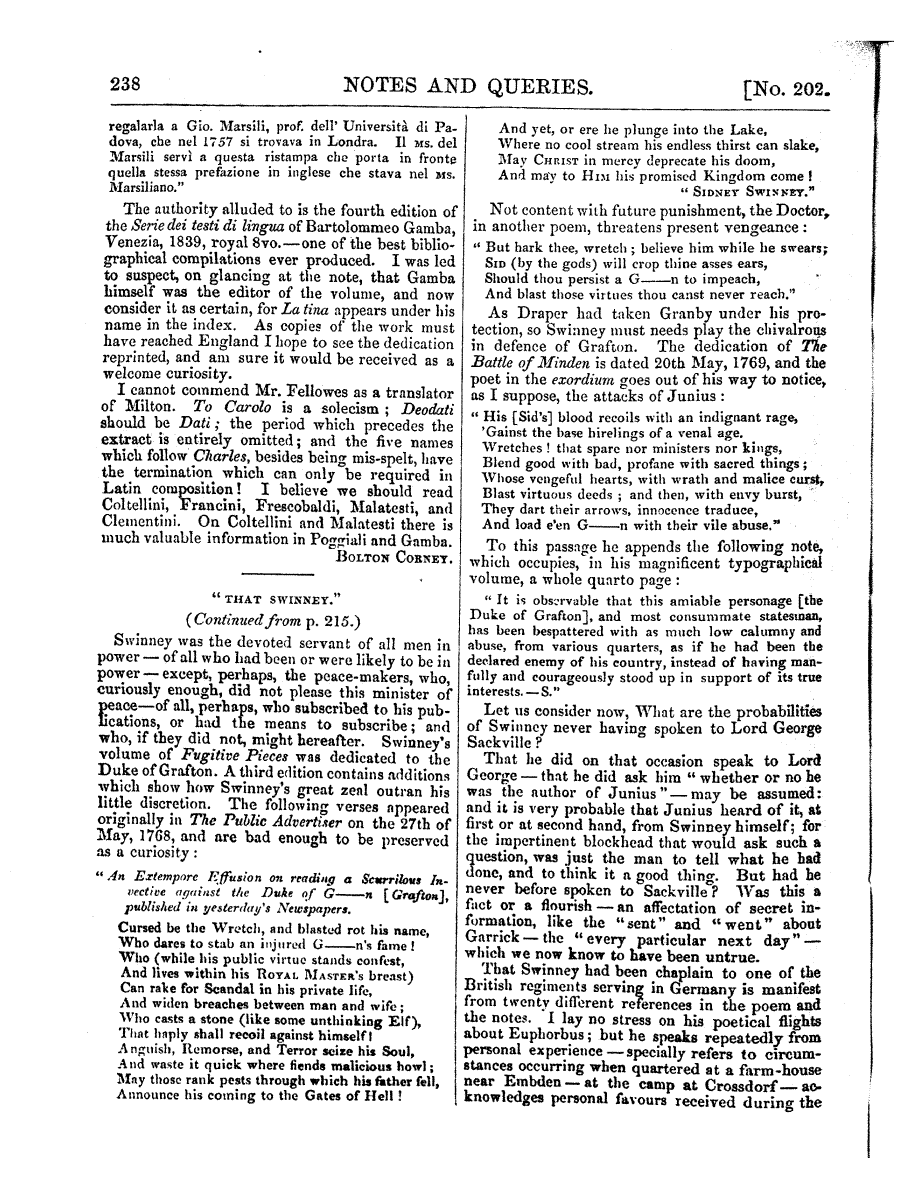 238 NOTES AND QUERIES. [No. 202.
regalarla a Gio. Marsili, prof. dell' Università di Pa-
dova, che nel 1757 si trovava in Londra. Il MS. del
Marsili servì a questa ristampa che porta in fronte
quella stessa prefazione in inglese che stava nel MS.
Marsiliano."
The authority alluded to is the fourth edition of
the Serie dei testi di lingua of Bartolommeo Gamba,
Venezia, 1839, royal 8vo.—one of the best biblio-
graphical compilations ever produced. I was led
to suspect, on glancing at the note, that Gamba
himself was the editor of the volume, and now
consider it as certain, for La tina appears under his
name in the index. As copies of the work must
have reached England I hope to see the dedication
reprinted, and am sure it would be received as a
welcome curiosity.
I cannot commend Mr. Fellowes as a translator
of Milton. To Carolo is a solecism; Deodati
should be Dati; the period which precedes the
extract is entirely omitted; and the five names
which follow Charles, besides being mis-spelt, have
the termination which can only be required in
Latin composition! I believe we should read
Coltellini, Francini, Frescobaldi, Malatesti, and
Clementini. On Coltellini and Malatesti there is
much valuable information in Poggiali and Gamba.
BOLTON CORNEY.
"THAT SWINNEY."
(Continued from p. 215.)
Swinney was the devoted servant of all men in
power — of all who had been or were likely to be in
power — except, perhaps, the peace-makers, who,
curiously enough, did not please this minister of
peace—of all, perhaps, who subscribed to his pub-
lications, or had the means to subscribe; and
who, if they did not, might hereafter. Swinney's
volume of Fugitive Pieces was dedicated to the
Duke of Grafton. A third edition contains additions
which show how Swinney's great zeal outran his
little discretion. The following verses appeared
originally in The Public Advertiser on the 27th of
May, 1768, and are bad enough to be preserved
as a curiosity:
"An Extempore Effusion on reading a Scurrilous In-
vective against the Duke of G——n [Grafton],
published in yesterday's Newspapers.
Cursed be the Wretch, and blasted rot his name,
Who dares to stab an injured G——n's fame!
Who (while his public virtue stands confest,
And lives within his ROYAL MASTER's breast)
Can rake for Scandal in his private life,
And widen breaches between man and wife;
Who casts a stone (like some unthinking Elf),
That haply shall recoil against himself!
Anguish, Remorse, and Terror seize his Soul,
And waste it quick where fiends malicious howl;
May those rank pests through which his father fell,
Announce his coming to the Gates of Hell!
And yet, or ere he plunge into the Lake,
Where no cool stream his endless thirst can slake,
May CHRIST in mercy deprecate his doom,
And may to HIM his promised Kingdom come!
"SIDNEY SWINNEY."
Not content with future punishment, the Doctor,
in another poem, threatens present vengeance:
"But hark thee, wretch; believe him while he swears;
SID (by the gods) will crop thine asses ears,
Should thou persist a G——n to impeach,
And blast those virtues thou canst never reach."
As Draper had taken Granby under his pro-
tection, so Swinney must needs play the chivalrous
in defence of Grafton. The dedication of The
Battle of Minden is dated 20th May, 1769, and the
poet in the exordium goes out of his way to notice,
as I suppose, the attacks of Junius:
"His [Sid's] blood recoils with an indignant rage,
'Gainst the base hirelings of a venal age.
Wretches! that spare nor ministers nor kings,
Blend good with bad, profane with sacred things;
Whose vengeful hearts, with wrath and malice curst,
Blast virtuous deeds; and then, with envy burst,
They dart their arrows, innocence traduce,
And load e'en G——n with their vile abuse."
To this passage he appends the following note,
which occupies, in his magnificent typographical
volume, a whole quarto page:
"It is observable that this amiable personage [the
Duke of Grafton], and most consummate statesman,
has been bespattered with as much low calumny and
abuse, from various quarters, as if he had been the
declared enemy of his country, instead of having man-
fully and courageously stood up in support of its true
interests.—S."
Let us consider now, What are the probabilities
of Swinney never having spoken to Lord George
Sackville?
That he did on that occasion speak to Lord
George — that he did ask him "whether or no he
was the author of Junius"—may be assumed:
and it is very probable that Junius heard of it, at
first or at second hand, from Swinney himself; for
the impertinent blockhead that would ask such a
question, was just the man to tell what he had
done, and to think it a good thing. But had he
never before spoken to Sackville? Was this a
fact or a flourish — an affectation of secret in-
formation, like the "sent" and "went" about
Garrick — the "every particular next day" —
which we now know to have been untrue.
That Swinney had been chaplain to one of the
British regiments serving in Germany is manifest
from twenty different references in the poem and
the notes. I lay no stress on his poetical flights
about Euphorbus; but he speaks repeatedly from
personal experience — specially refers to circum-
stances occurring when quartered at a farm-house
near Embden — at the camp at Crossdorf — ac-
knowledges personal favours received during the